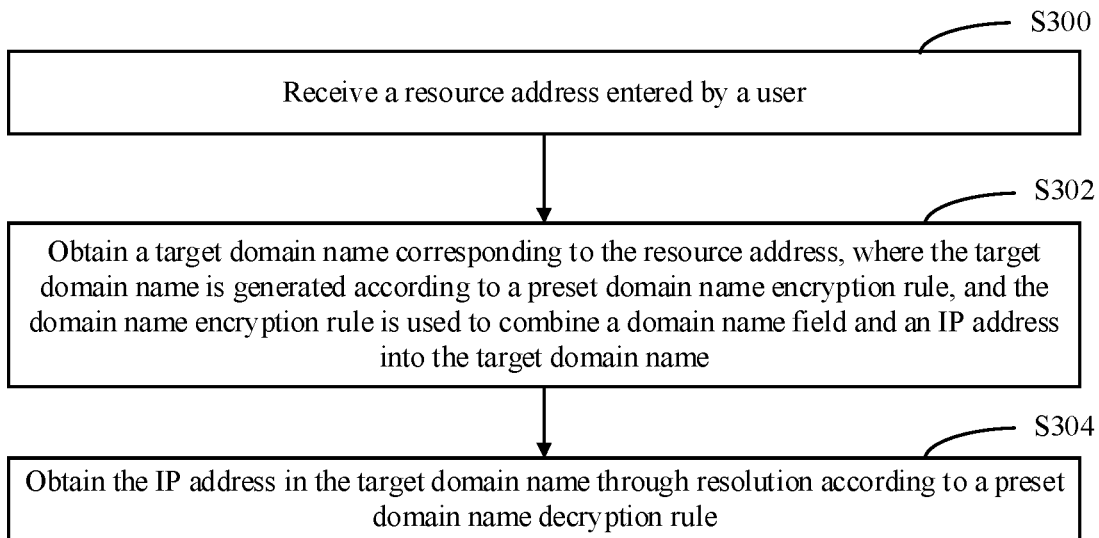 S300
Receive a resource address entered by a user
S302
Obtain a target domain name corresponding to the resource address, where the target
domain name is generated according to a preset domain name encryption rule, and the
domain name encryption rule is used to combine a domain name field and an IP address
into the target domain name
S304
Obtain the IP address in the target domain name through resolution according to a preset
domain name decryption rule